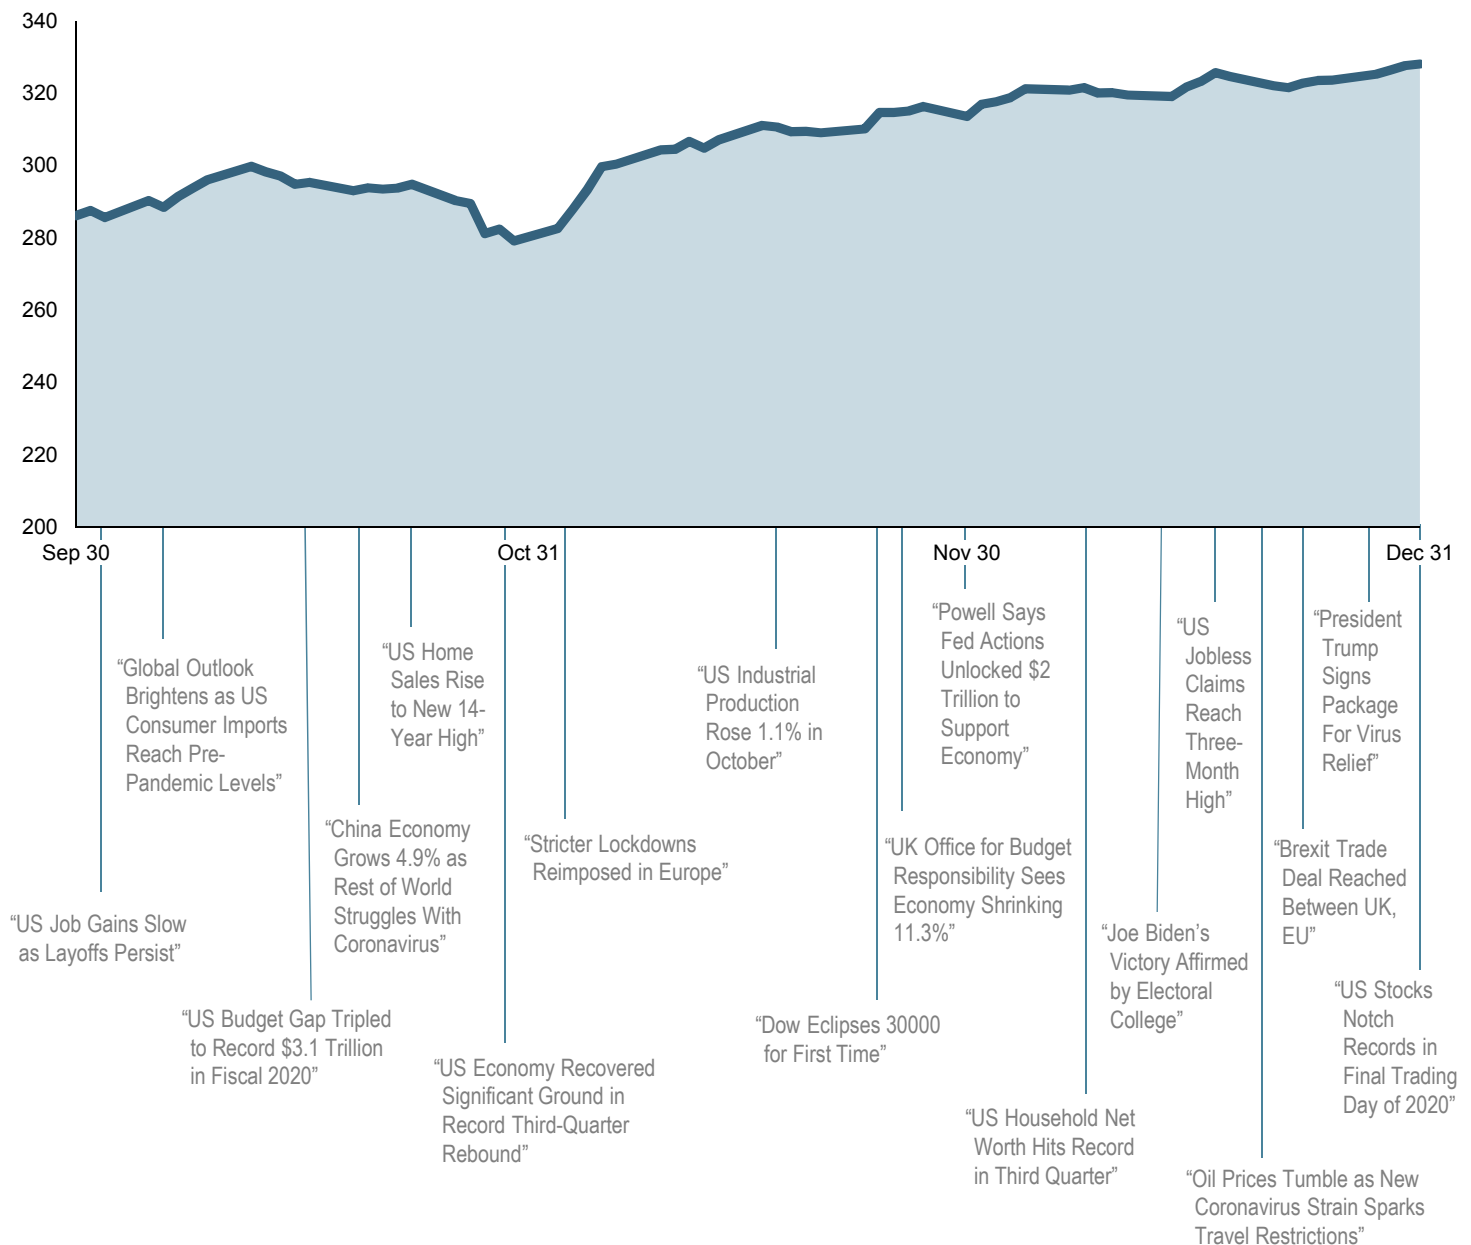 340
320
300
280
260
240
220
200
Sep 30
Oct 31
Nov 30
Dec 31
“Global Outlook
Brightens as US
Consumer Imports
Reach Pre-
Pandemic Levels”
“US Home
Sales Rise
to New 14-
Year High”
“US Industrial
Production
Rose 1.1% in
October”
“Powell Says
Fed Actions
Unlocked $2
Trillion to
Support
Economy”
“US
Jobless
Claims
Reach
Three-
Month
High”
“President
Trump
Signs
Package
For Virus
Relief”
“China Economy
Grows 4.9% as
Rest of World
Struggles With
Coronavirus”
“Stricter Lockdowns
Reimposed in Europe”
“UK Office for Budget
Responsibility Sees
Economy Shrinking
11.3%”
“Brexit Trade
Deal Reached
Between UK,
EU”
“US Job Gains Slow
as Layoffs Persist”
“Joe Biden’s
Victory Affirmed
by Electoral
College”
“US Stocks
Notch
Records in
Final Trading
Day of 2020”
“US Budget Gap Tripled
to Record $3.1 Trillion
in Fiscal 2020”
“Dow Eclipses 30000
for First Time”
“US Economy Recovered
Significant Ground in
Record Third-Quarter
Rebound”
“US Household Net
Worth Hits Record
in Third Quarter”
“Oil Prices Tumble as New
Coronavirus Strain Sparks
Travel Restrictions”